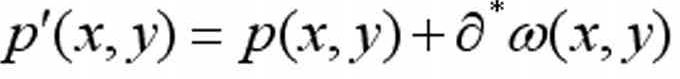 p'(x, y) = p(x, y) + ∂*ω(x, y)